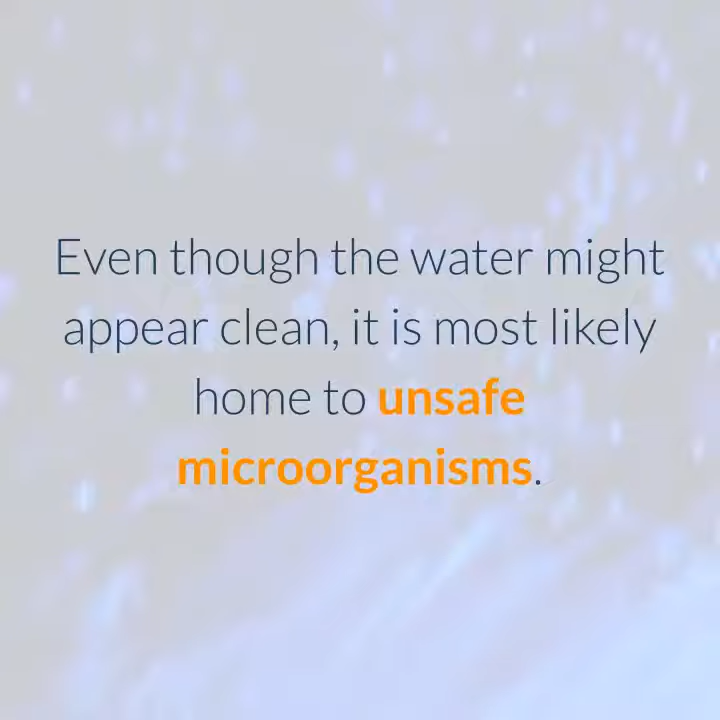 Even though the water might
appear clean, it is most likely
home to unsafe
microorganisms.